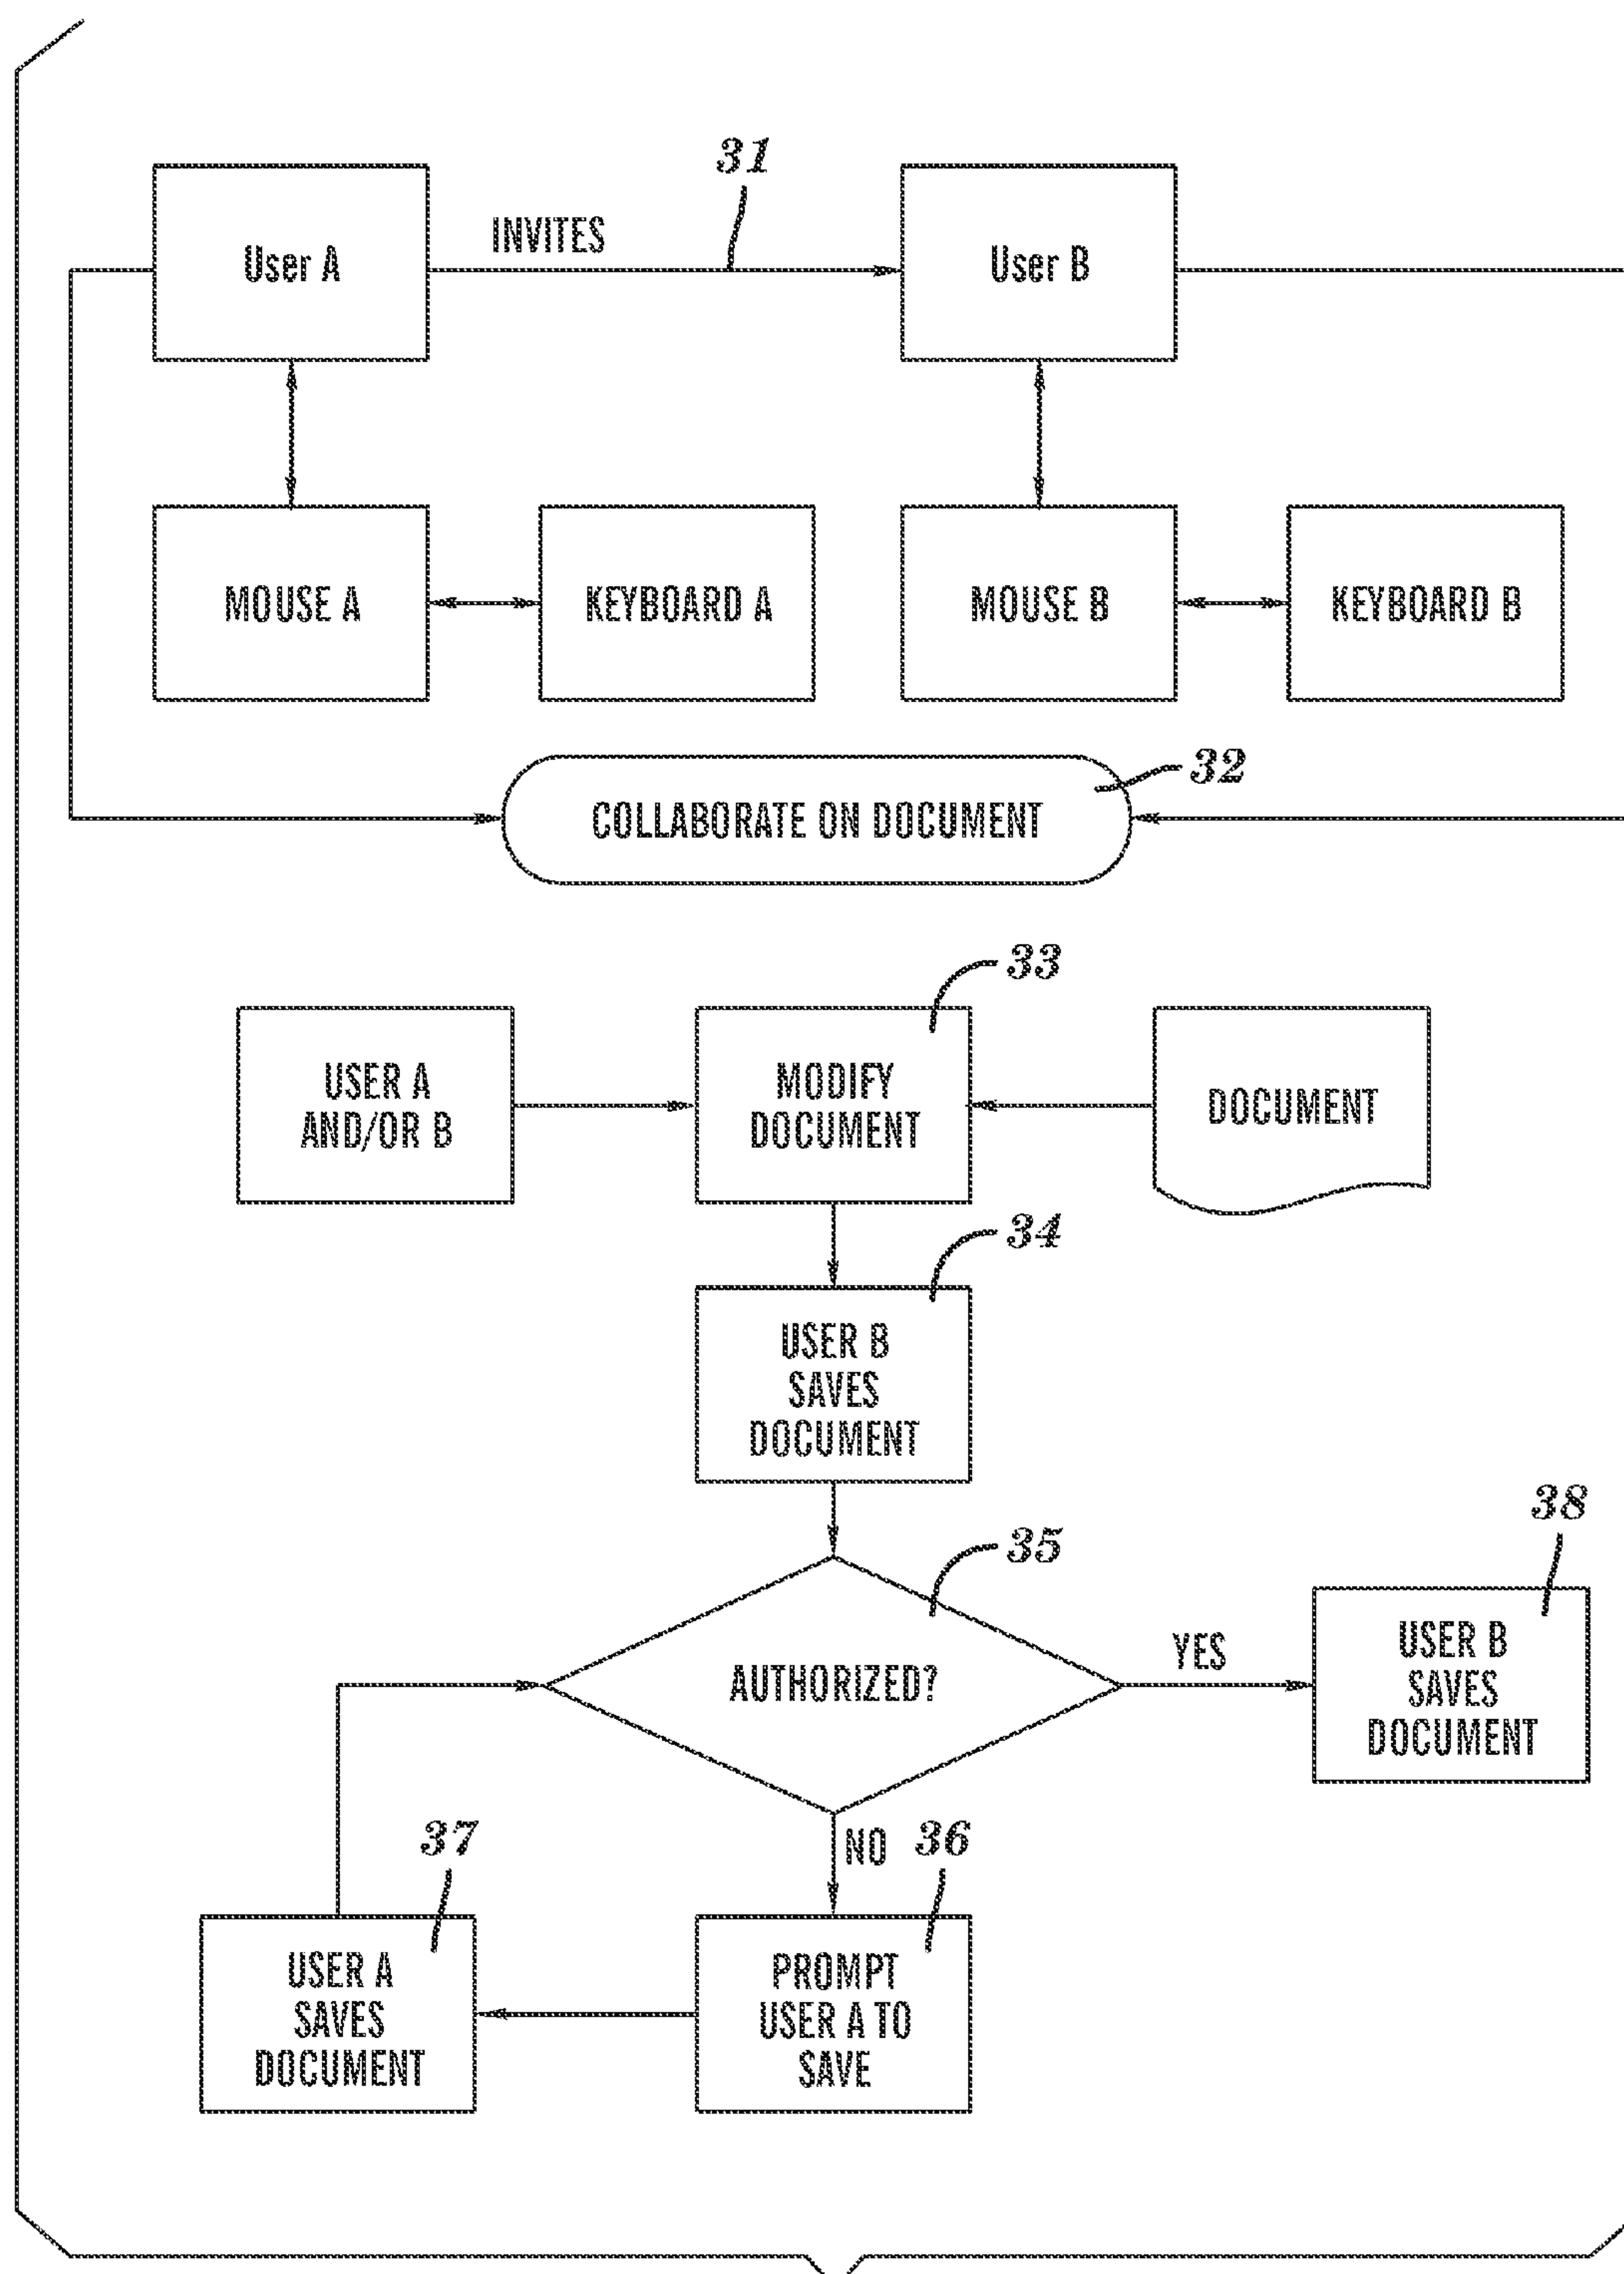 31
INVITES
User A
User B
MOUSE A
KEYBOARD A
MOUSE B
KEYBOARD B
32
COLLABORATE ON DOCUMENT
33
USER A
AND/OR B
MODIFY
DOCUMENT
DOCUMENT
34
USER B
SAVES
DOCUMENT
35
AUTHORIZED?
YES
38
USER B
SAVES
DOCUMENT
NO
36
37
USER A
SAVES
DOCUMENT
PROMPT
USER A TO
SAVE